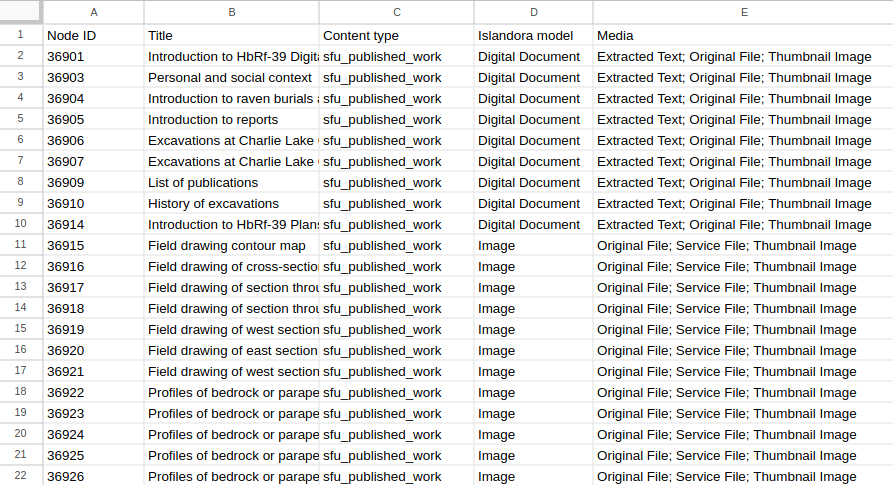 A B C D E
1 Node ID Title Content type Islandora model Media
2 36901 Introduction to HbRf-39 Digita sfu_published_work Digital Document Extracted Text; Original File; Thumbnail Image
3 36903 Personal and social context sfu_published_work Digital Document Extracted Text; Original File; Thumbnail Image
4 36904 Introduction to raven burials a sfu_published_work Digital Document Extracted Text; Original File; Thumbnail Image
5 36905 Introduction to reports sfu_published_work Digital Document Extracted Text; Original File; Thumbnail Image
6 36906 Excavations at Charlie Lake sfu_published_work Digital Document Extracted Text; Original File; Thumbnail Image
7 36907 Excavations at Charlie Lake sfu_published_work Digital Document Extracted Text; Original File; Thumbnail Image
8 36909 List of publications sfu_published_work Digital Document Extracted Text; Original File; Thumbnail Image
9 36910 History of excavations sfu_published_work Digital Document Extracted Text; Original File; Thumbnail Image
10 36914 Introduction to HbRf-39 Plans sfu_published_work Digital Document Extracted Text; Original File; Thumbnail Image
11 36915 Field drawing contour map sfu_published_work Image Original File; Service File; Thumbnail Image
12 36916 Field drawing of cross-sectio sfu_published_work Image Original File; Service File; Thumbnail Image
13 36917 Field drawing of section throu sfu_published_work Image Original File; Service File; Thumbnail Image
14 36918 Field drawing of section throu sfu_published_work Image Original File; Service File; Thumbnail Image
15 36919 Field drawing of west section sfu_published_work Image Original File; Service File; Thumbnail Image
16 36920 Field drawing of east section sfu_published_work Image Original File; Service File; Thumbnail Image
17 36921 Field drawing of west section sfu_published_work Image Original File; Service File; Thumbnail Image
18 36922 Profiles of bedrock or parape sfu_published_work Image Original File; Service File; Thumbnail Image
19 36923 Profiles of bedrock or parape sfu_published_work Image Original File; Service File; Thumbnail Image
20 36924 Profiles of bedrock or parape sfu_published_work Image Original File; Service File; Thumbnail Image
21 36925 Profiles of bedrock or parape sfu_published_work Image Original File; Service File; Thumbnail Image
22 36926 Profiles of bedrock or parape sfu_published_work Image Original File; Service File; Thumbnail Image